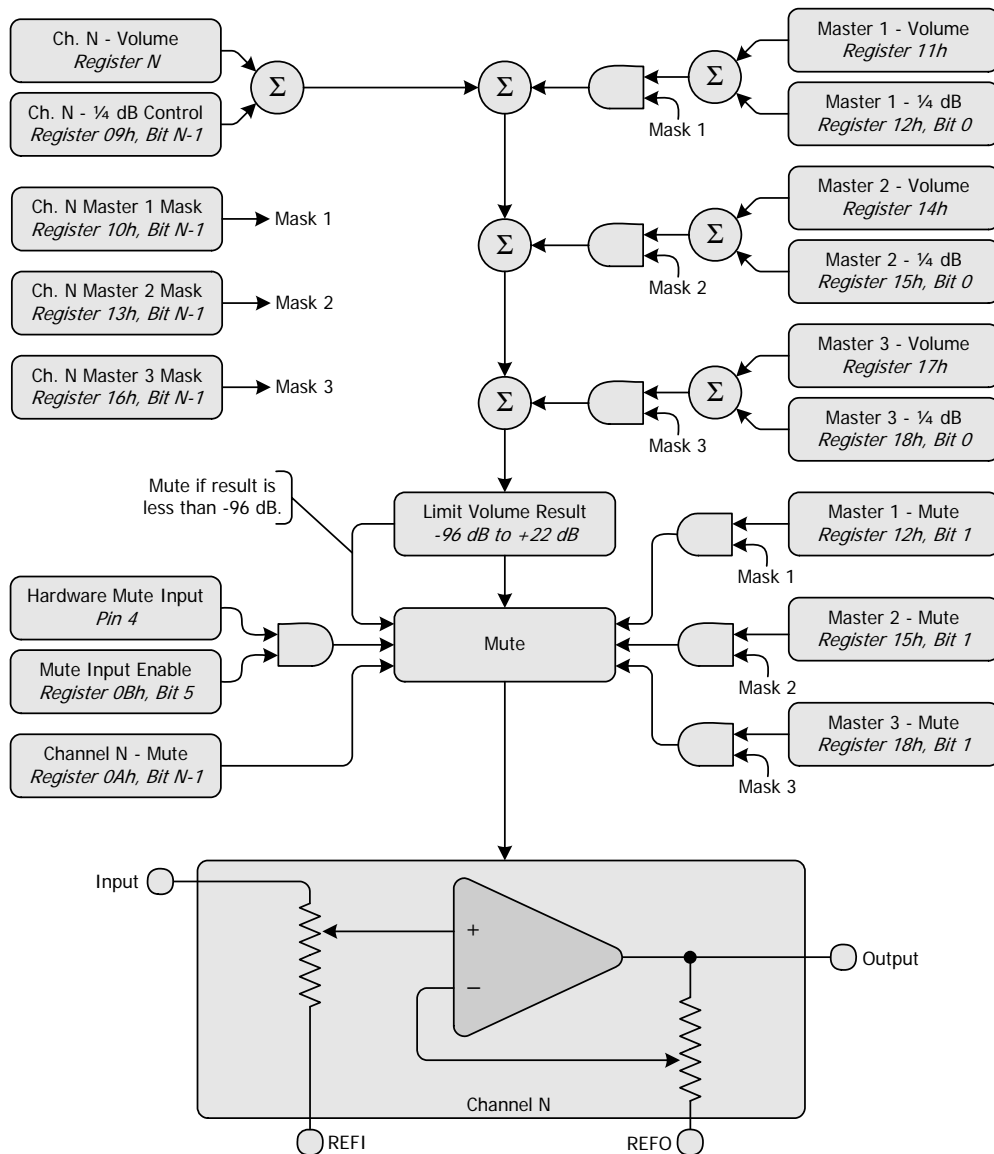 Ch. N - Volume
Register N
Ch. N - ¼ dB Control
Register 09h, Bit N-1
Σ
Σ
Σ
Mask 1
Master 1 - Volume
Register 11h
Master 1 - ¼ dB
Register 12h, Bit 0
Ch. N Master 1 Mask
Register 10h, Bit N-1
Mask 1
Ch. N Master 2 Mask
Register 13h, Bit N-1
Mask 2
Ch. N Master 3 Mask
Register 16h, Bit N-1
Mask 3
Σ
Σ
Mask 2
Master 2 - Volume
Register 14h
Master 2 - ¼ dB
Register 15h, Bit 0
Σ
Σ
Mask 3
Master 3 - Volume
Register 17h
Master 3 - ¼ dB
Register 18h, Bit 0
Mute if result is
less than -96 dB.
Limit Volume Result
-96 dB to +22 dB
Hardware Mute Input
Pin 4
Mute Input Enable
Register 0Bh, Bit 5
Channel N - Mute
Register 0Ah, Bit N-1
Mute
Master 1 - Mute
Register 12h, Bit 1
Mask 1
Master 2 - Mute
Register 15h, Bit 1
Mask 2
Master 3 - Mute
Register 18h, Bit 1
Mask 3
Input
+
−
Output
Channel N
REFI
REFO